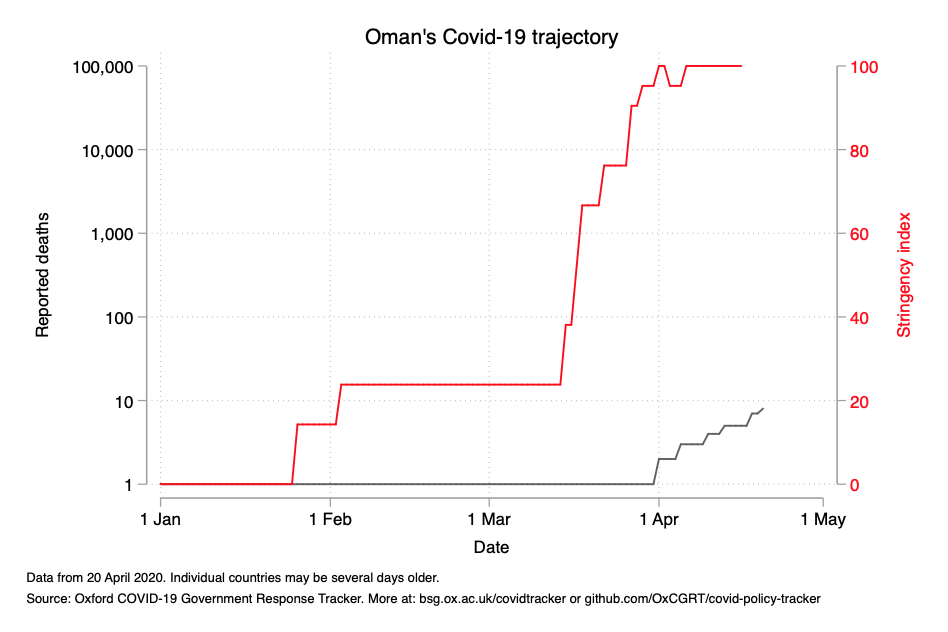 Oman's Covid-19 trajectory
100,000
10,000
1,000
100
10
1
Reported deaths
100
80
60
40
20
0
Stringency index
1 Jan
1 Feb
1 Mar
1 Apr
1 May
Date
Data from 20 April 2020. Individual countries may be several days older.
Source: Oxford COVID-19 Government Response Tracker. More at: bsg.ox.ac.uk/covidtracker or github.com/OxCGRT/covid-policy-tracker